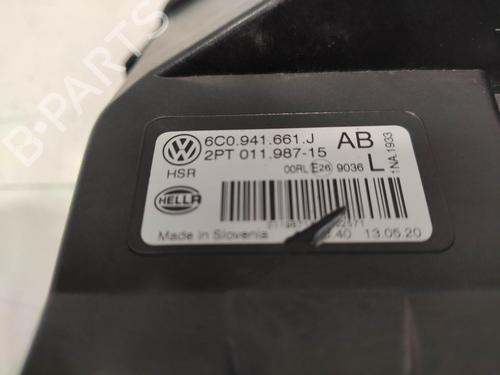 B-PARTS
6C0.941.661.J AB
2PT 011.987-15 L
HSR 00RL E26 9036
1NA.1933
HELLA
Made in Slovenia 13.05.20